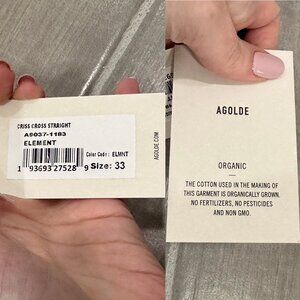 CRISS CROSS STRAIGHT
A9037-1183
ELEMENT
Color Code : ELMNT
1 93693 27528 9 Size: 33
AGOLDE.COM
AGOLDE
ORGANIC
THE COTTON USED IN THE MAKING OF
THIS GARMENT IS ORGANICALLY GROWN.
NO FERTILIZERS, NO PESTICIDES
AND NON GMO.